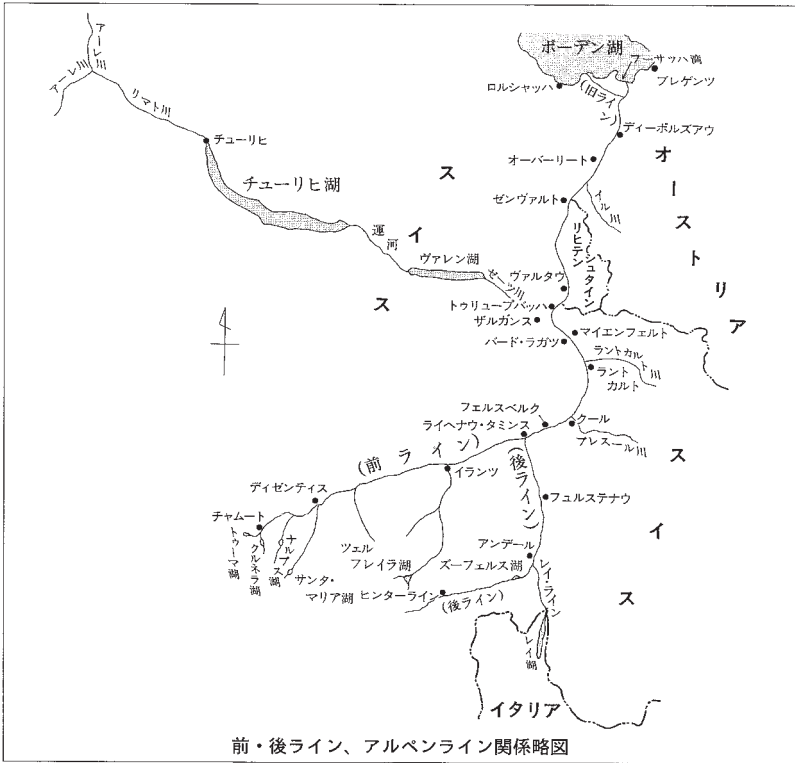 ボーデン湖
フーサッハ湾
ブレゲンツ
ロルシャッハ
(旧ライン)
ディーポルズアウ
オーバーリート
ゼンヴァルト
イル川
オーストリア
アーレ川
アーレ川
リマト川
チューリヒ
チューリヒ湖
運河
ヴァレン湖
ゼーツ川
スイス
リヒテン
シュタイン
ヴァルタウ
トゥリューブバッハ
ザルガンス
マイエンフェルト
バード・ラガツ
ラントカルト川
ラント
カルト
フェルスベルク
クール
ライヘナウ・タミンス
プレスール川
(前ライン)
(後ライン)
イランツ
ディゼンティス
フュルステナウ
チャムート
トゥーマ湖
クルネラ湖
ナルプス湖
サンタ・
マリア湖
ツェル
フレイラ湖
アンデール
ズーフェルス湖
ヒンターライン
(後ライン)
レイ・ライン
レイ湖
スイス
イタリア
前・後ライン、アルペンライン関係略図